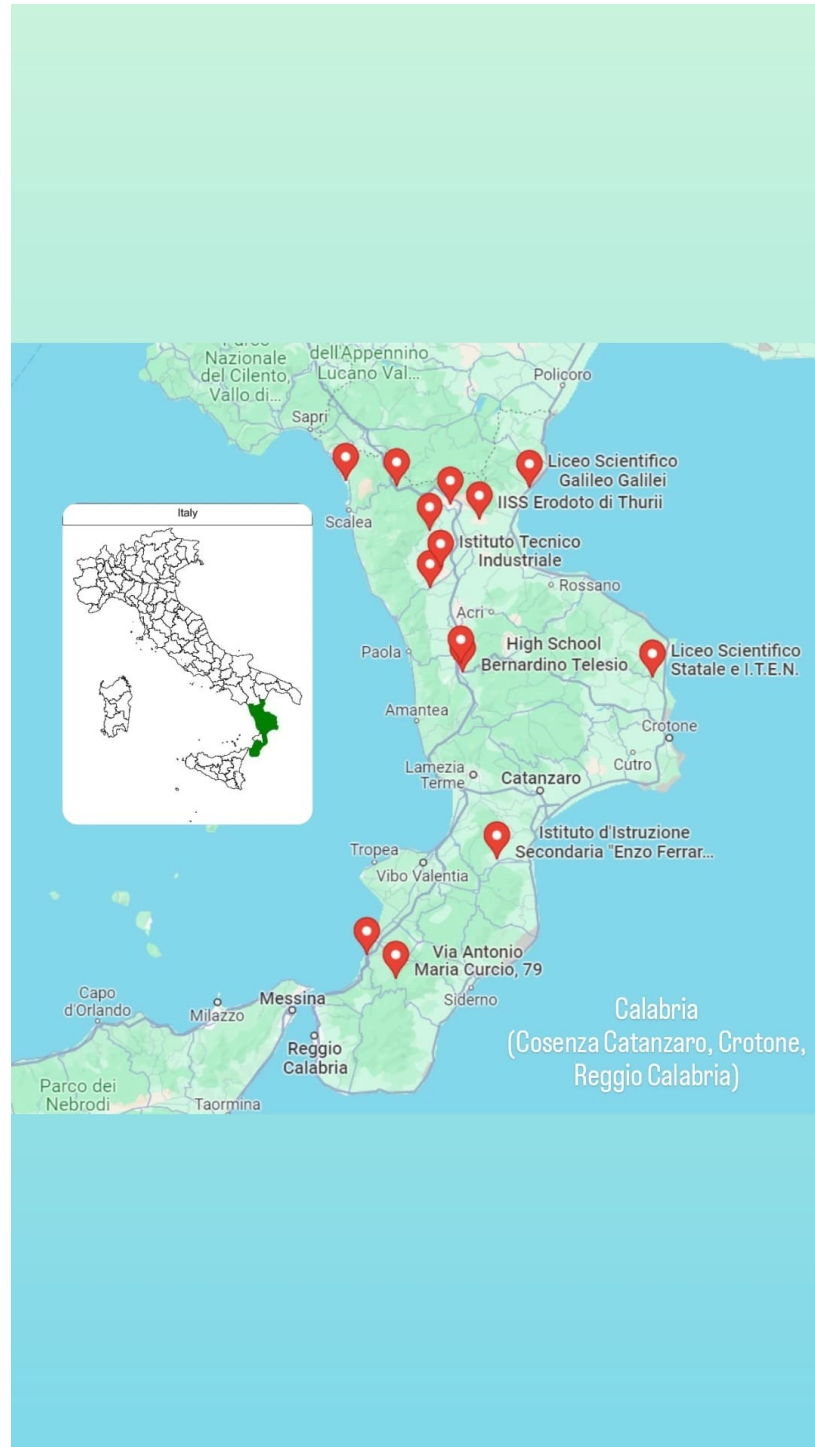 Nazionale
del Cilento,
Vallo di...
dell'Appennino
Lucano Val...
Policoro
Sapri
Liceo Scientifico
Galileo Galilei
IISS Erodoto di Thurii
Scalea
Italy
Istituto Tecnico
Industriale
Rossano
Acri
Paola
High School
Bernardino Telesio
Liceo Scientifico
Statale e I.T.E.N.
Amantea
Crotone
Cutro
Lamezia
Terme
Catanzaro
Istituto d'Istruzione
Secondaria "Enzo Ferrar...
Tropea
Vibo Valentia
Via Antonio
Maria Curcio, 79
Siderno
Capo
d'Orlando
Milazzo
Messina
Reggio
Calabria
Parco dei
Nebrodi
Taormina
Calabria
(Cosenza Catanzaro, Crotone,
Reggio Calabria)